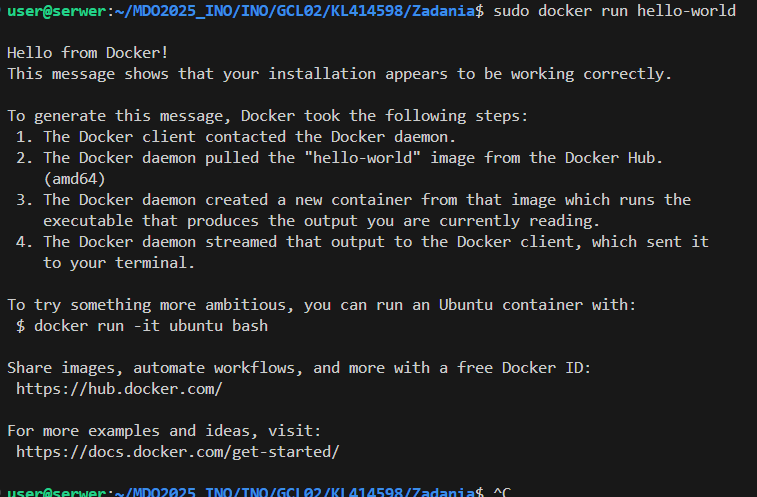 user@serwer:~/MDO2025_INO/INO/GCL02/KL414598/Zadania$ sudo docker run hello-world
Hello from Docker!
This message shows that your installation appears to be working correctly.
To generate this message, Docker took the following steps:
1. The Docker client contacted the Docker daemon.
2. The Docker daemon pulled the "hello-world" image from the Docker Hub.
(amd64)
3. The Docker daemon created a new container from that image which runs the
executable that produces the output you are currently reading.
4. The Docker daemon streamed that output to the Docker client, which sent it
to your terminal.
To try something more ambitious, you can run an Ubuntu container with:
$ docker run -it ubuntu bash
Share images, automate workflows, and more with a free Docker ID:
https://hub.docker.com/
For more examples and ideas, visit:
https://docs.docker.com/get-started/
user@serwer:~/MDO2025_INO/INO/GCL02/KL414598/Zadania$ ^C